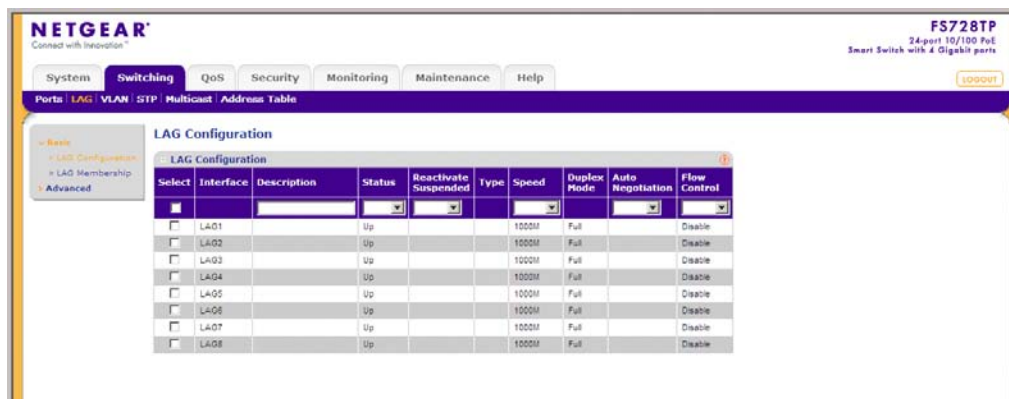 NETGEAR
Connect with Innovation™
FS728TP
24-port 10/100 PoE
Smart Switch with 4 Gigabit ports
System Switching QoS Security Monitoring Maintenance Help
LOGOUT
Ports LAG VLAN STP Multicast Address Table
Basic
LAG Configuration
LAG Membership
Advanced
LAG Configuration
LAG Configuration
Select Interface Description Status Reactivate Suspended Type Speed Duplex Mode Auto Negotiation Flow Control
LAG1 Up 1000M Full Disable
LAG2 Up 1000M Full Disable
LAG3 Up 1000M Full Disable
LAG4 Up 1000M Full Disable
LAG5 Up 1000M Full Disable
LAG6 Up 1000M Full Disable
LAG7 Up 1000M Full Disable
LAG8 Up 1000M Full Disable